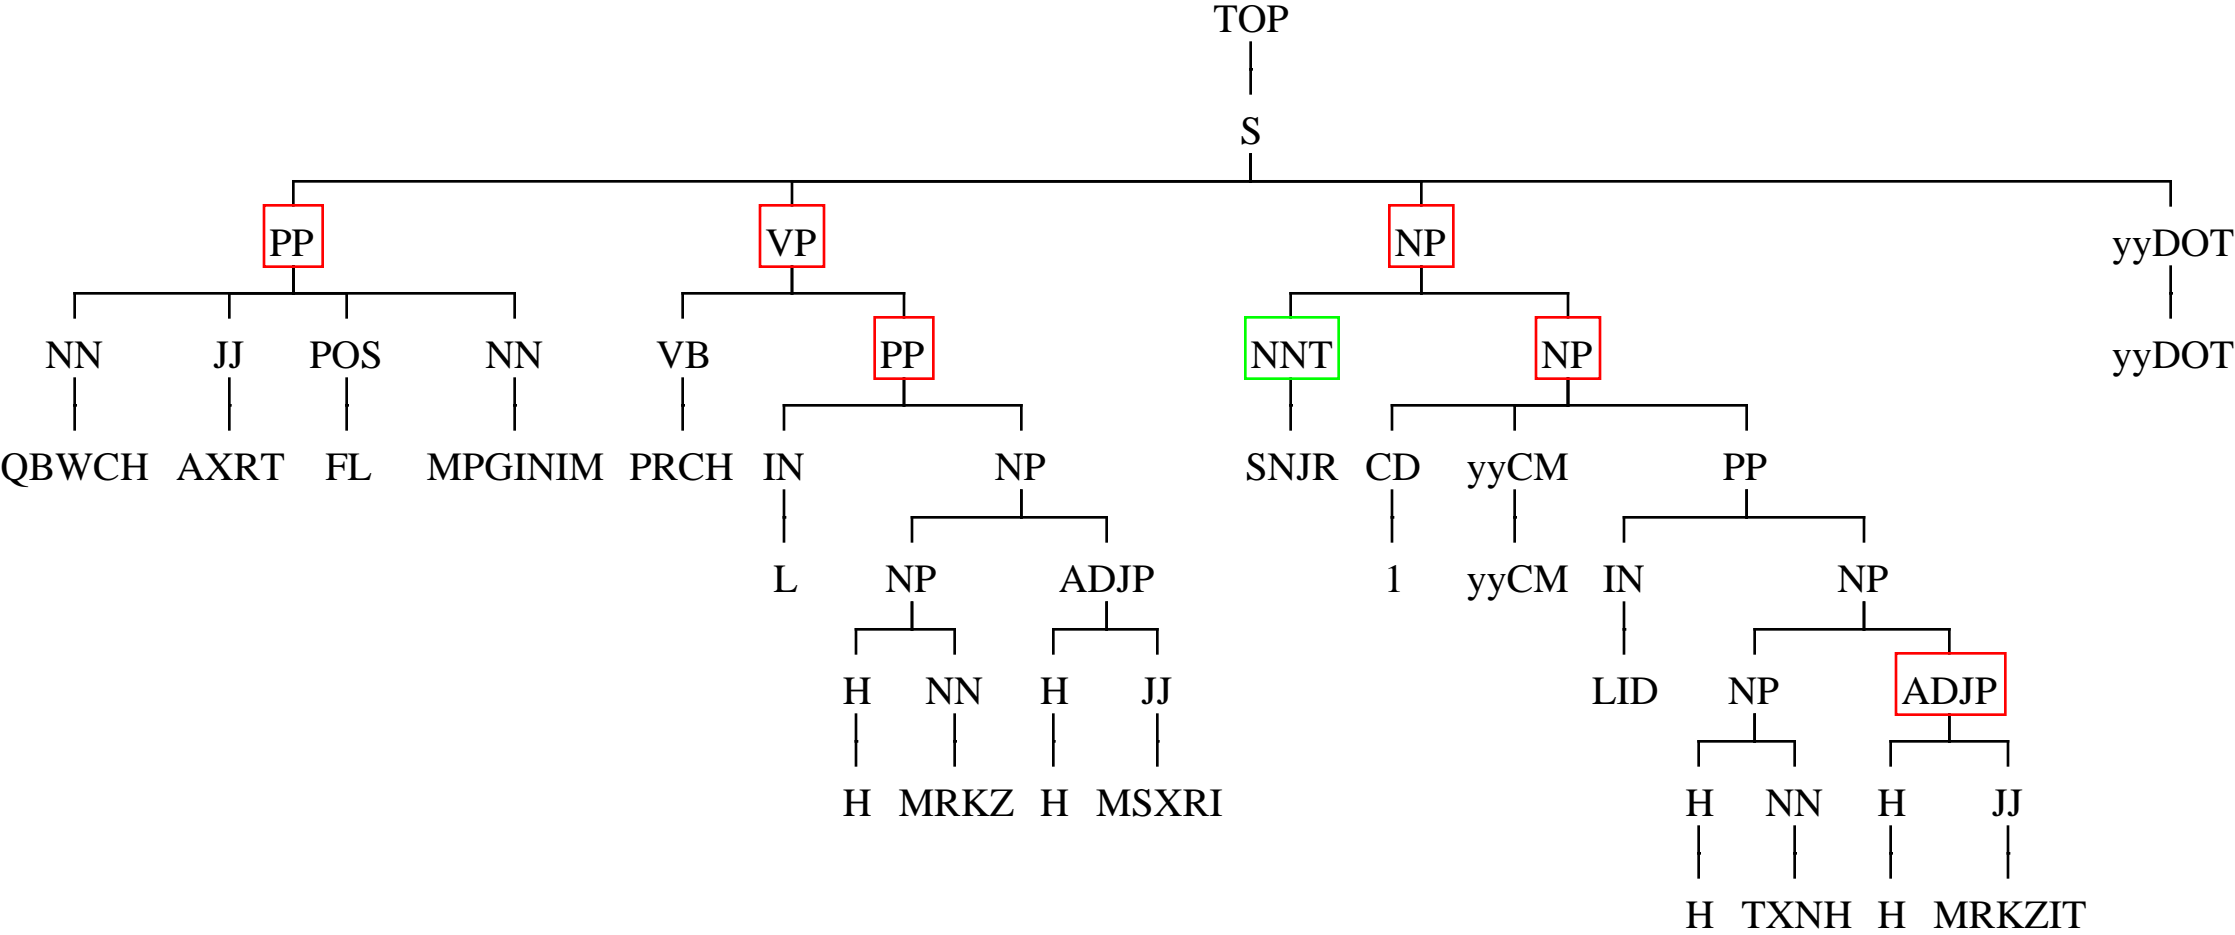 TOP
S
PP VP NP yyDOT
NN JJ POS NN VB PP NNT NP yyDOT
QBWCH AXRT FL MPGINIM PRCH IN NP SNJR CD yyCM PP
L NP ADJP 1 yyCM IN NP
H NN H JJ LID NP ADJP
H MRKZ H MSXRI H NN H JJ
H TXNH H MRKZIT